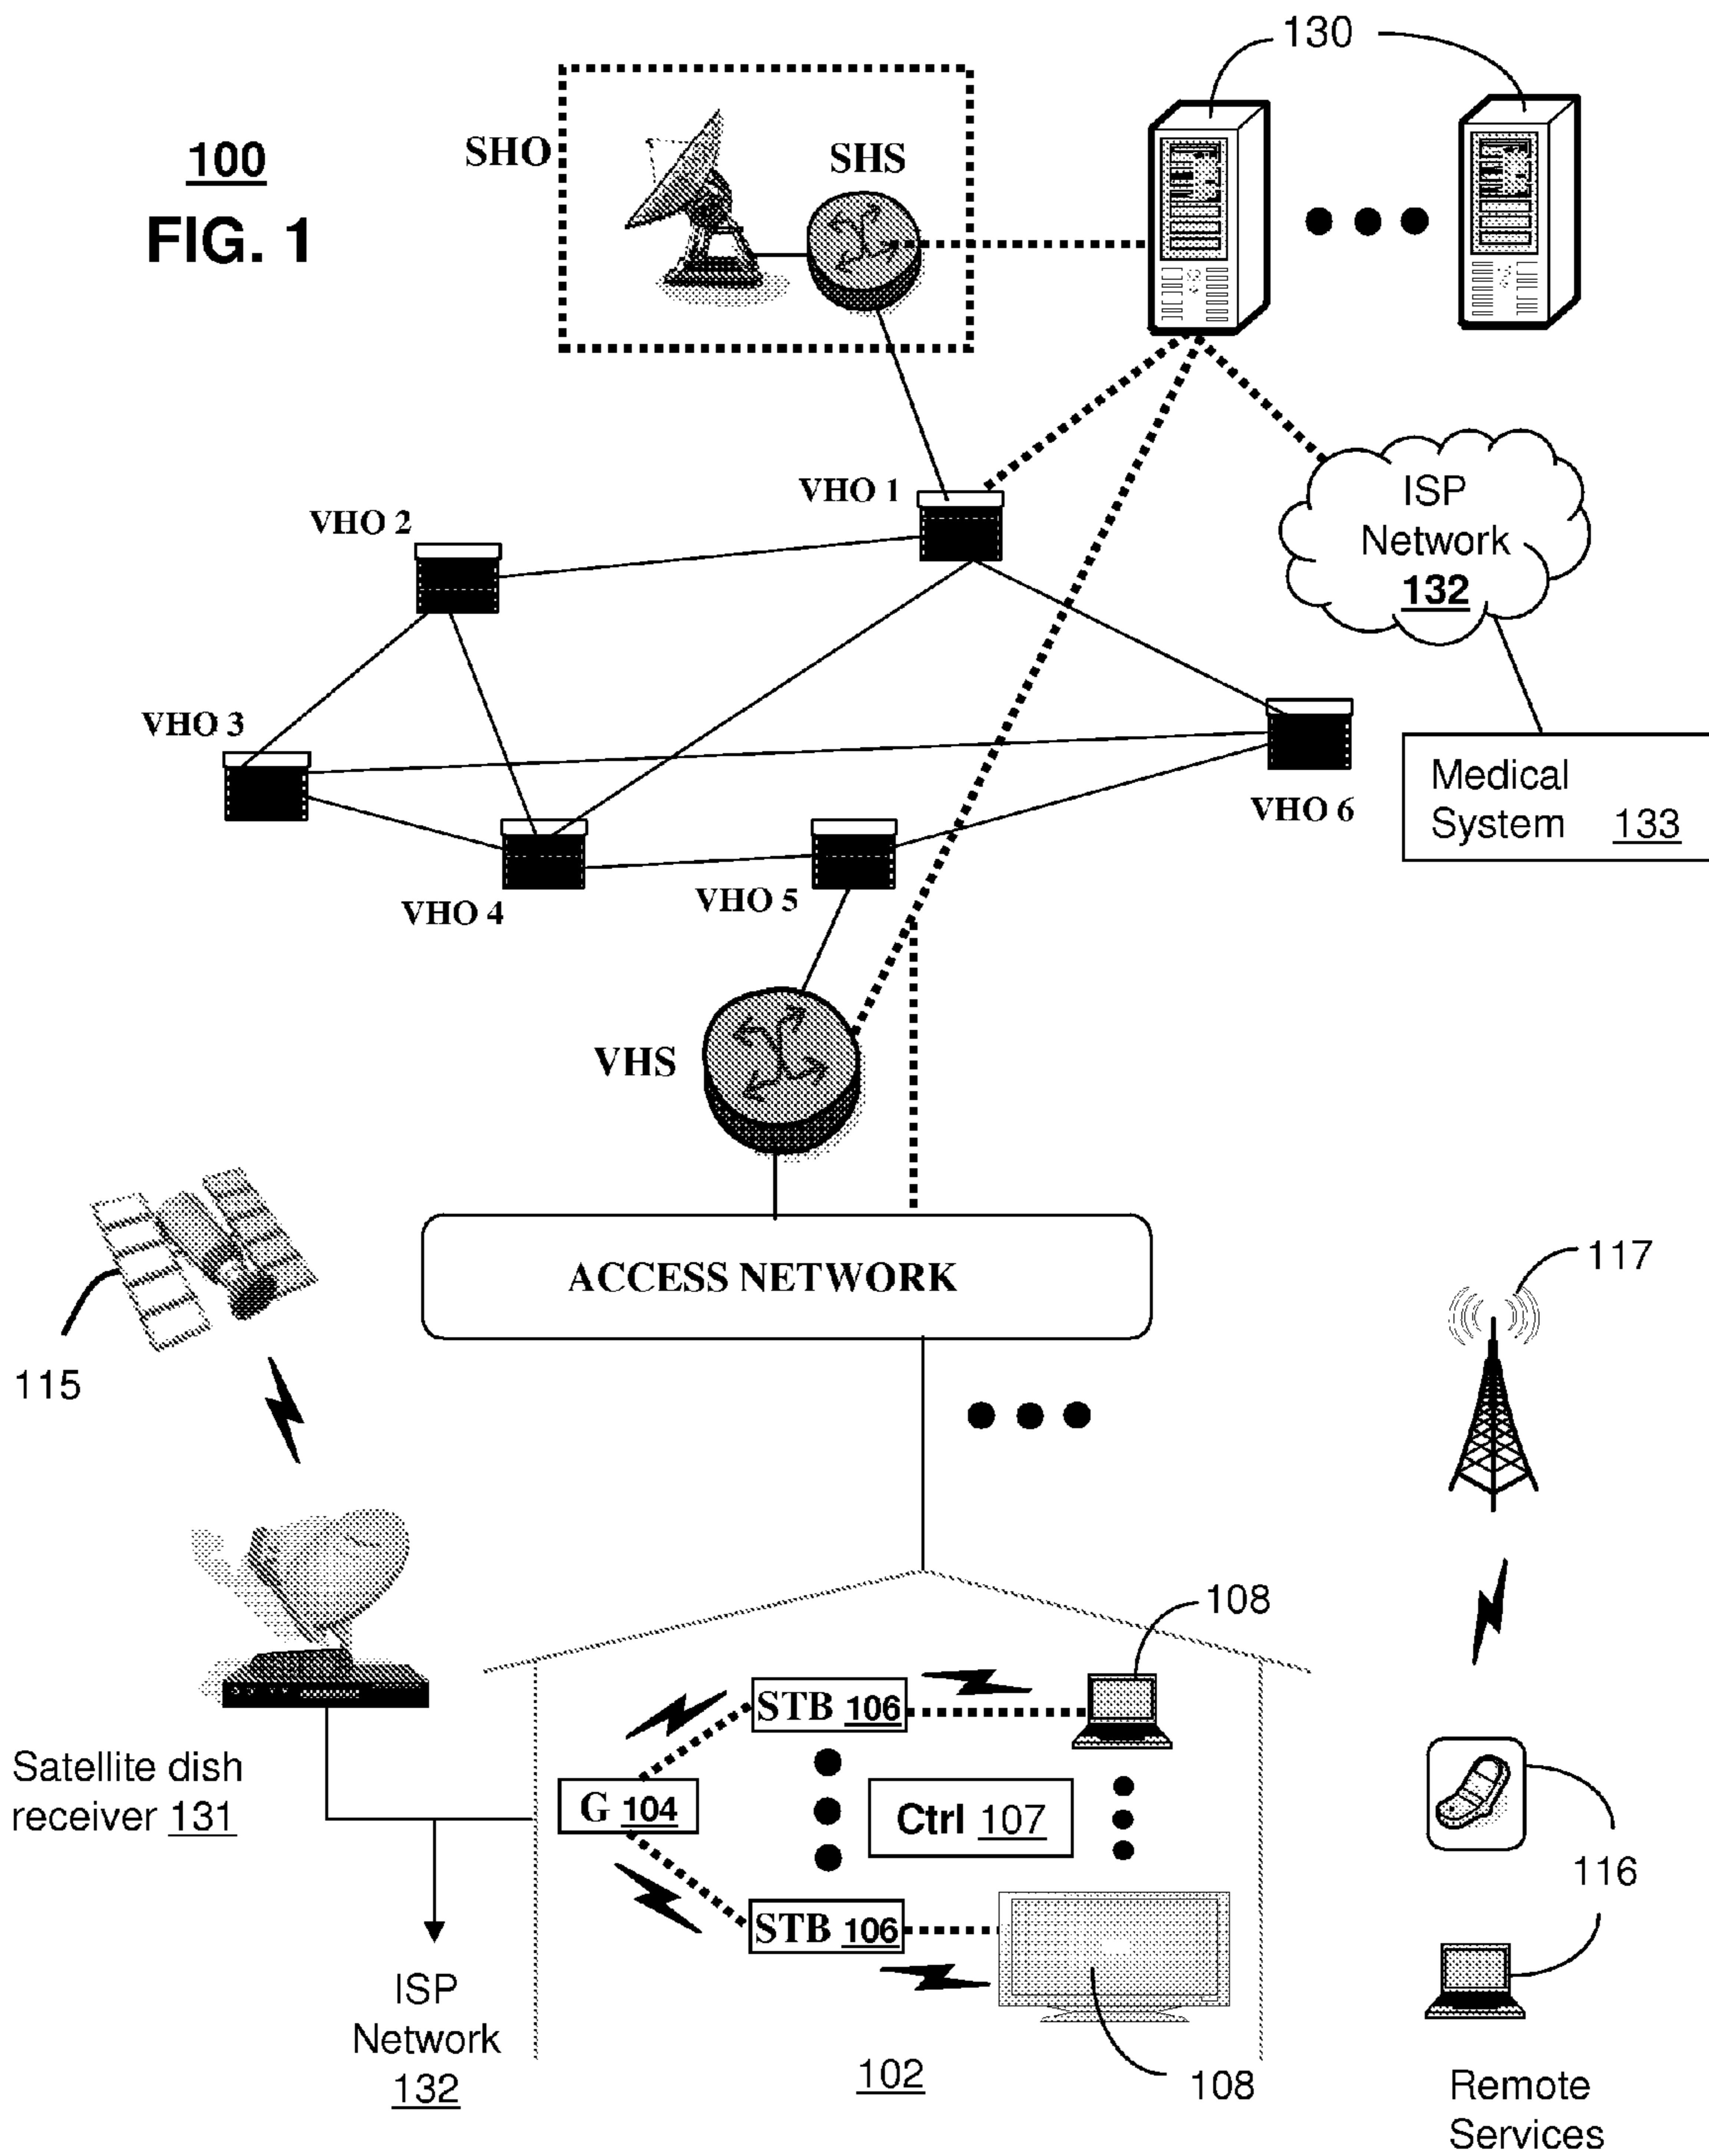 130
100
FIG. 1
SHO
SHS
VHO 1
VHO 2
ISP
Network
132
VHO 3
Medical
System 133
VHO 6
VHO 4
VHO 5
VHS
ACCESS NETWORK
117
115
108
STB 106
Satellite dish
receiver 131
G 104
Ctrl 107
116
STB 106
ISP
Network
132
102
108
Remote
Services